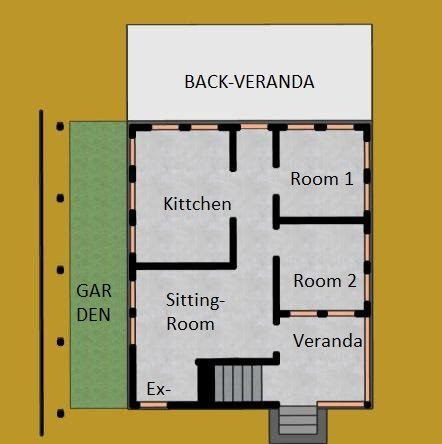 BACK-VERANDA
Room 1
Kittchen
Room 2
GAR
DEN
Sitting-
Room
Veranda
Ex-